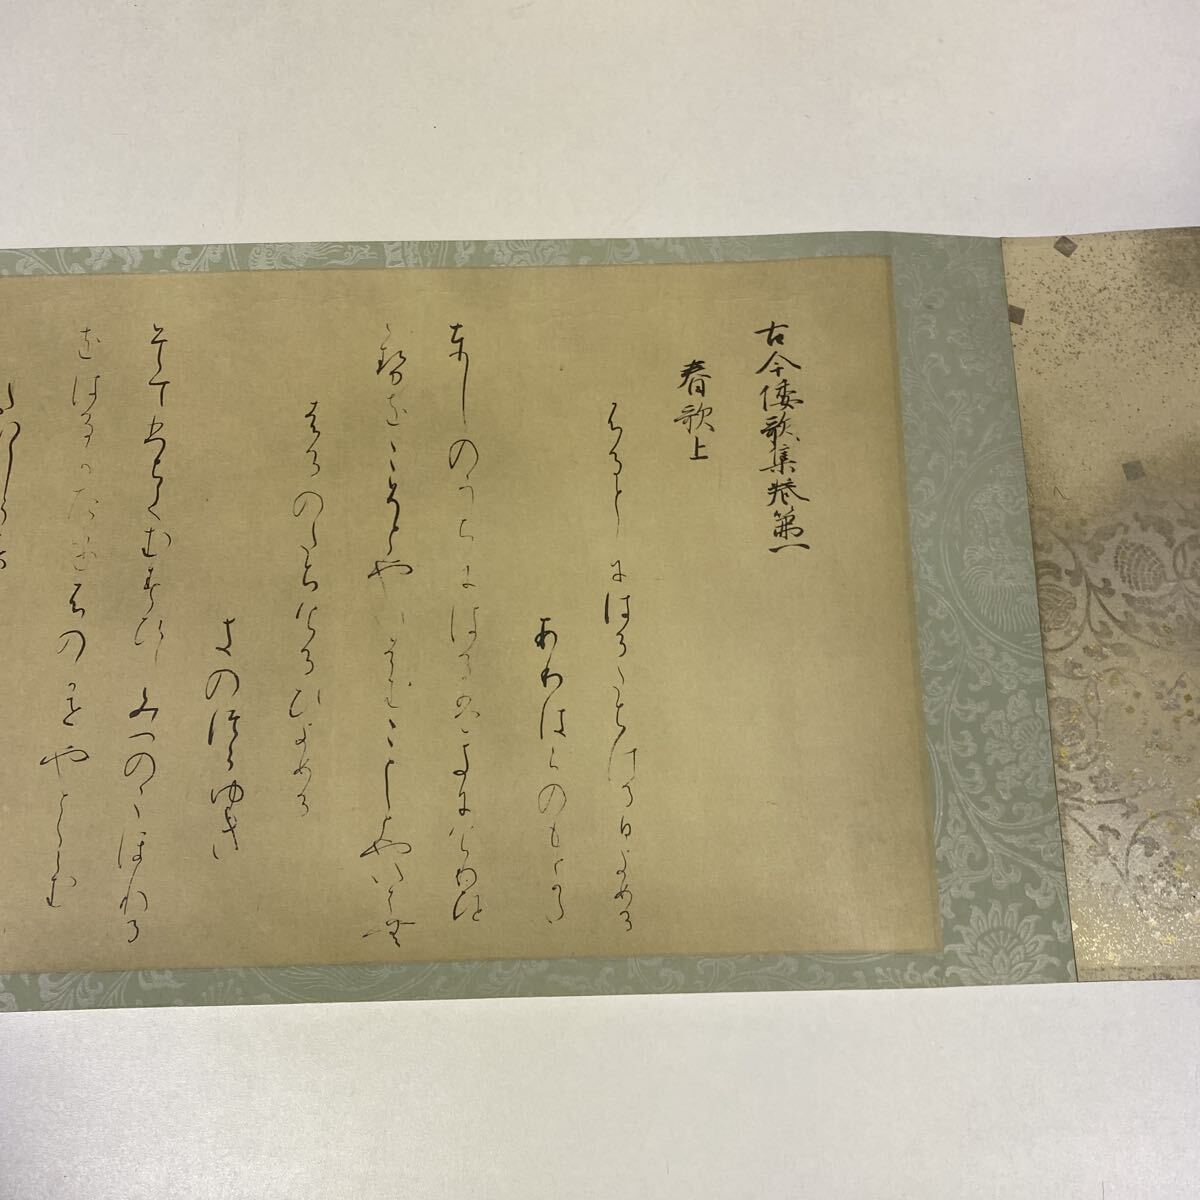 古今倭歌集巻第一
春歌上
ふるとしにはるたちける日よめる
ありはらのもとかた
としのうちにはるはきにけりひと
ゝせをこそとやいはむことしとやいはむ
はるのたちけるひよめる
きのつらゆき
そてひちてむすひしみつのこほれる
をはるたつけふのかせやとくらむ